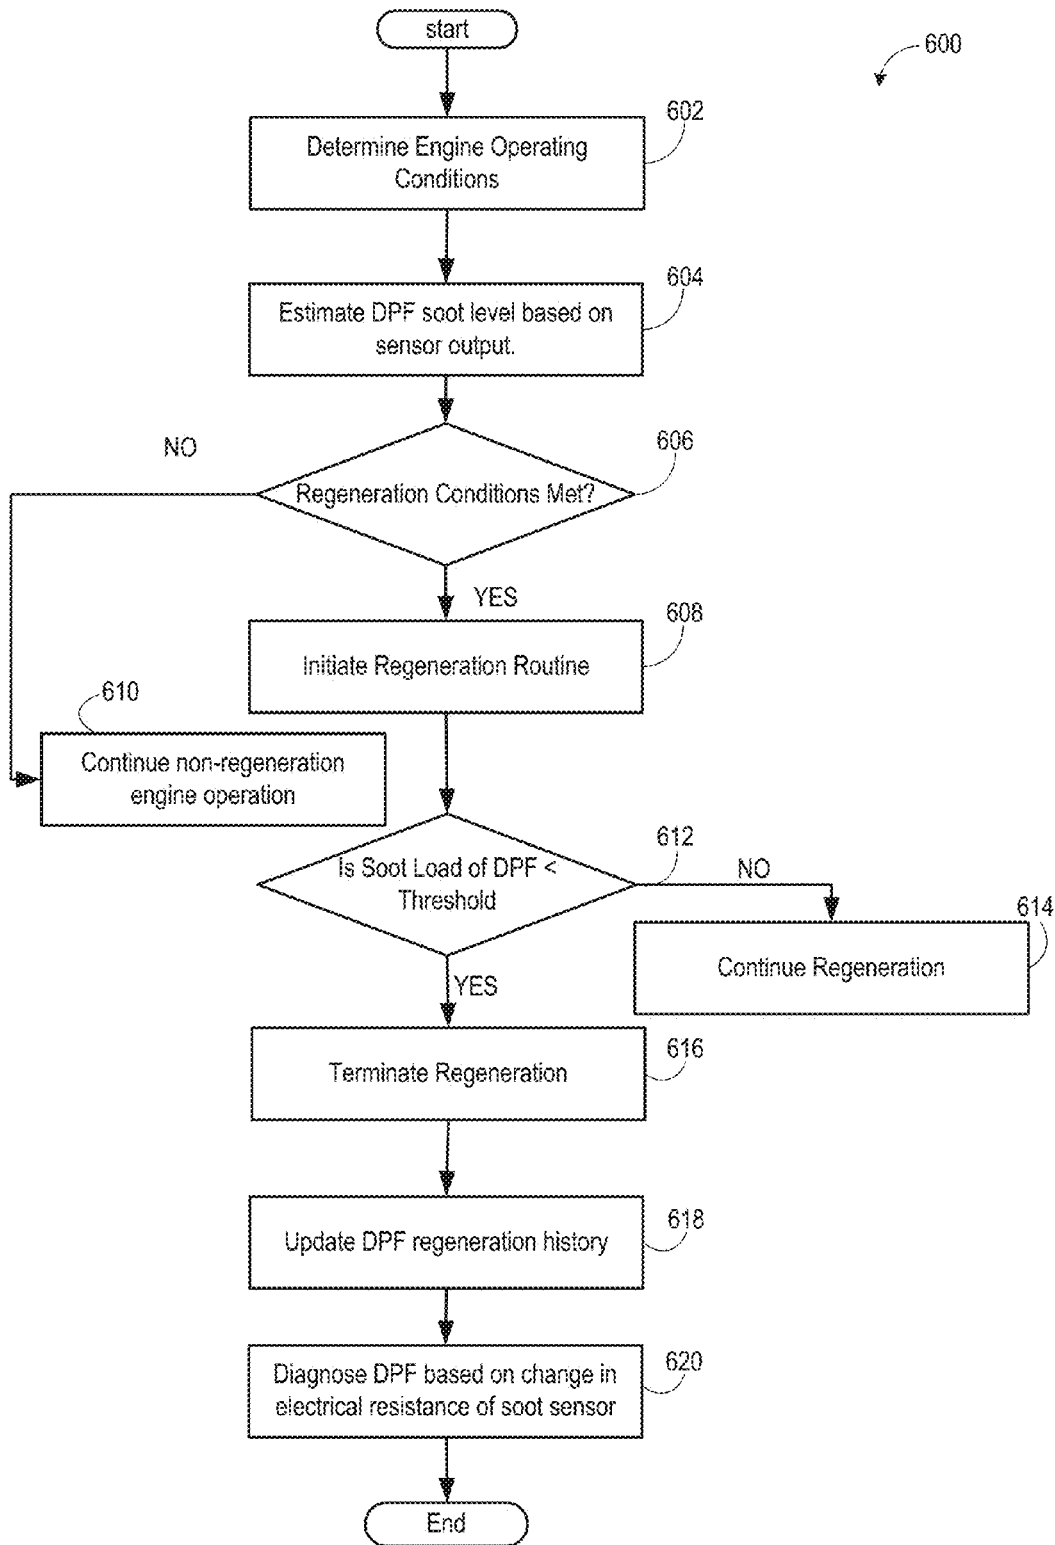 start
600
602
Determine Engine Operating
Conditions
604
Estimate DPF soot level based on
sensor output.
NO
606
Regeneration Conditions Met?
YES
608
Initiate Regeneration Routine
610
Continue non-regeneration
engine operation
612
Is Soot Load of DPF <
Threshold
NO
614
Continue Regeneration
YES
616
Terminate Regeneration
618
Update DPF regeneration history
620
Diagnose DPF based on change in
electrical resistance of soot sensor
End